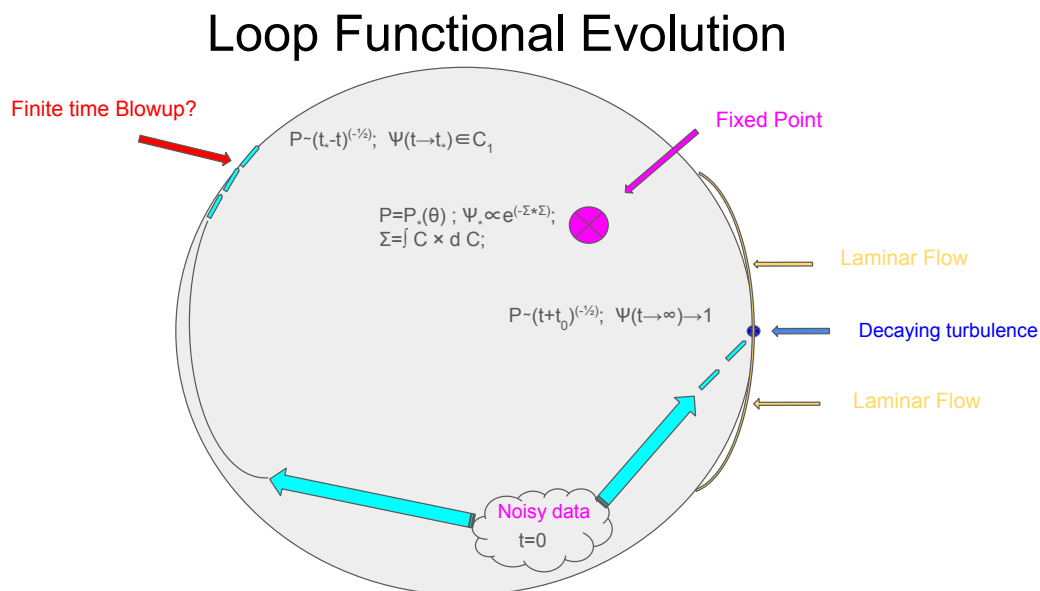 Loop Functional Evolution
Finite time Blowup?
P~(t*-t)^(-½); Ψ(t→t*)∈C₁
Fixed Point
P=P*(θ) ; Ψ*∝e^(-Σ*Σ);
Σ=∫ C × d C;
Laminar Flow
P~(t+t₀)^(-½); Ψ(t→∞)→1
Decaying turbulence
Laminar Flow
Noisy data
t=0